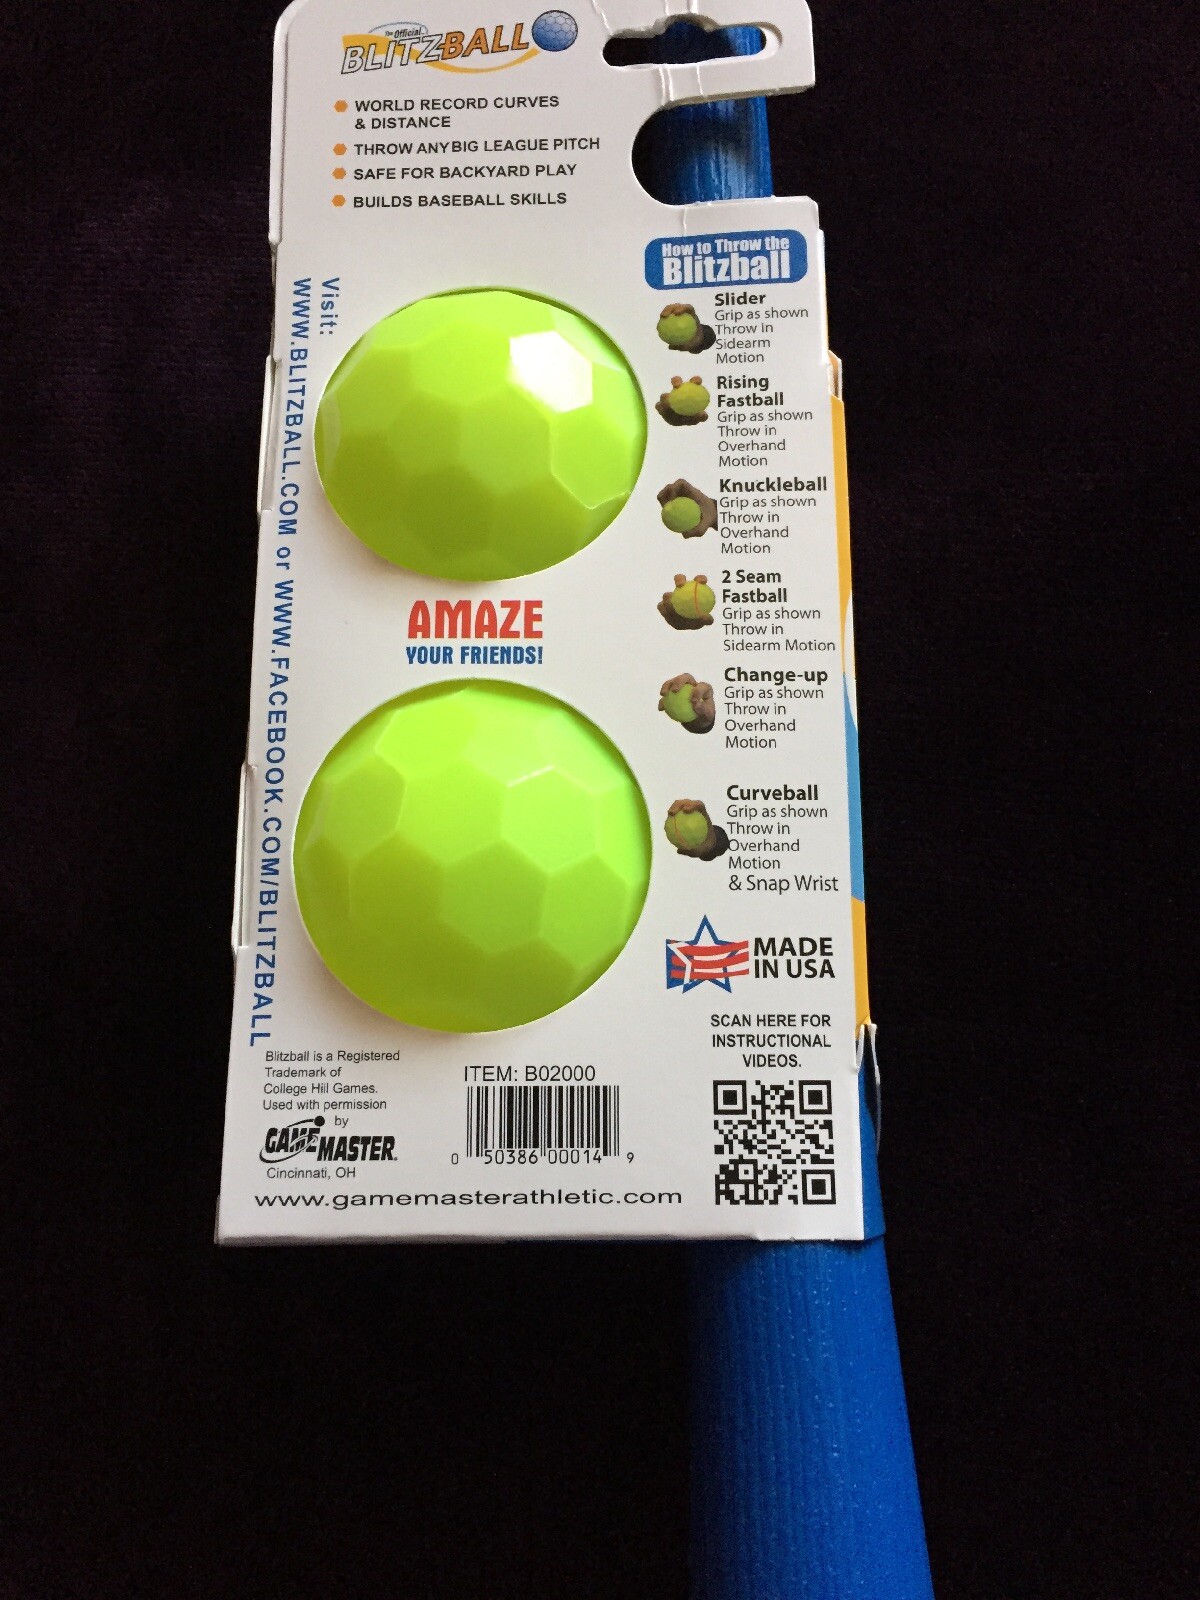 The Official
BLITZBALL
WORLD RECORD CURVES
& DISTANCE
THROW ANY BIG LEAGUE PITCH
SAFE FOR BACKYARD PLAY
BUILDS BASEBALL SKILLS
Visit:
WWW.BLITZBALL.COM or WWW.FACEBOOK.COM/BLITZBALL
AMAZE
YOUR FRIENDS!
How to Throw the
Blitzball
Slider
Grip as shown
Throw in
Sidearm
Motion
Rising
Fastball
Grip as shown
Throw in
Overhand
Motion
Knuckleball
Grip as shown
Throw in
Overhand
Motion
2 Seam
Fastball
Grip as shown
Throw in
Sidearm Motion
Change-up
Grip as shown
Throw in
Overhand
Motion
Curveball
Grip as shown
Throw in
Overhand
Motion
& Snap Wrist
MADE
IN USA
SCAN HERE FOR
INSTRUCTIONAL
VIDEOS.
Blitzball is a Registered
Trademark of
College Hill Games.
Used with permission
by
GAME MASTER®
Cincinnati, OH
ITEM: B02000
0 50386 00014 9
www.gamemasterathletic.com